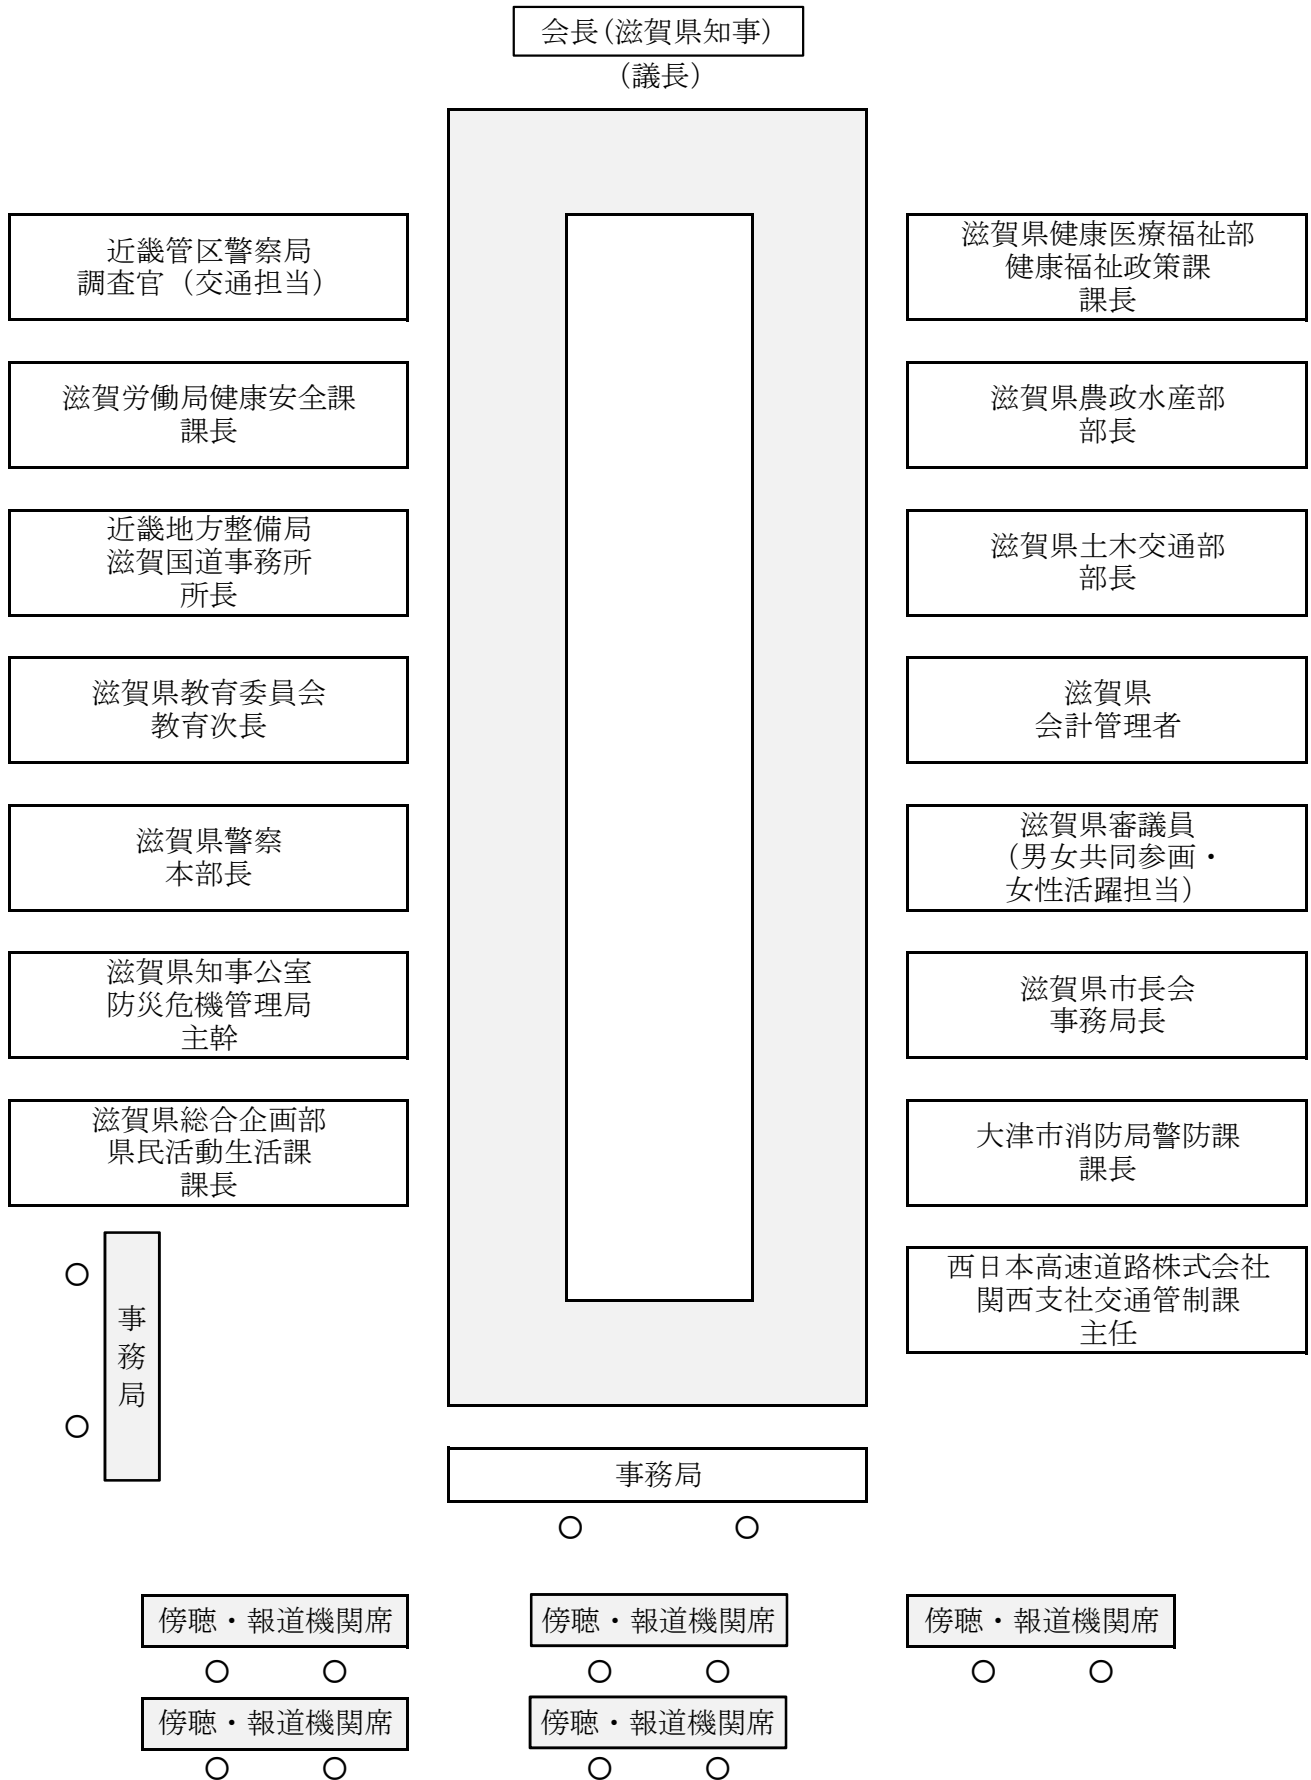 会長(滋賀県知事)
(議長)
近畿管区警察局
調査官(交通担当)
滋賀労働局健康安全課
課長
近畿地方整備局
滋賀国道事務所
所長
滋賀県教育委員会
教育次長
滋賀県警察
本部長
滋賀県知事公室
防災危機管理局
主幹
滋賀県総合企画部
県民活動生活課
課長
滋賀県健康医療福祉部
健康福祉政策課
課長
滋賀県農政水産部
部長
滋賀県土木交通部
部長
滋賀県
会計管理者
滋賀県審議員
(男女共同参画・
女性活躍担当)
滋賀県市長会
事務局長
大津市消防局警防課
課長
西日本高速道路株式会社
関西支社交通管制課
主任
事務局
事務局
傍聴・報道機関席
傍聴・報道機関席
傍聴・報道機関席
傍聴・報道機関席
傍聴・報道機関席